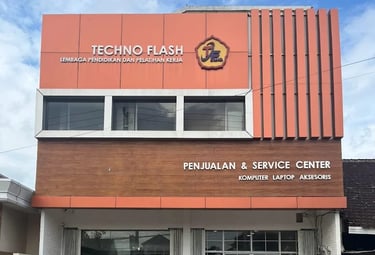 TECHNO FLASH
LEMBAGA PENDIDIKAN DAN PELATIHAN KERJA
PENJUALAN & SERVICE CENTER
KOMPUTER LAPTOP AKSESORIS